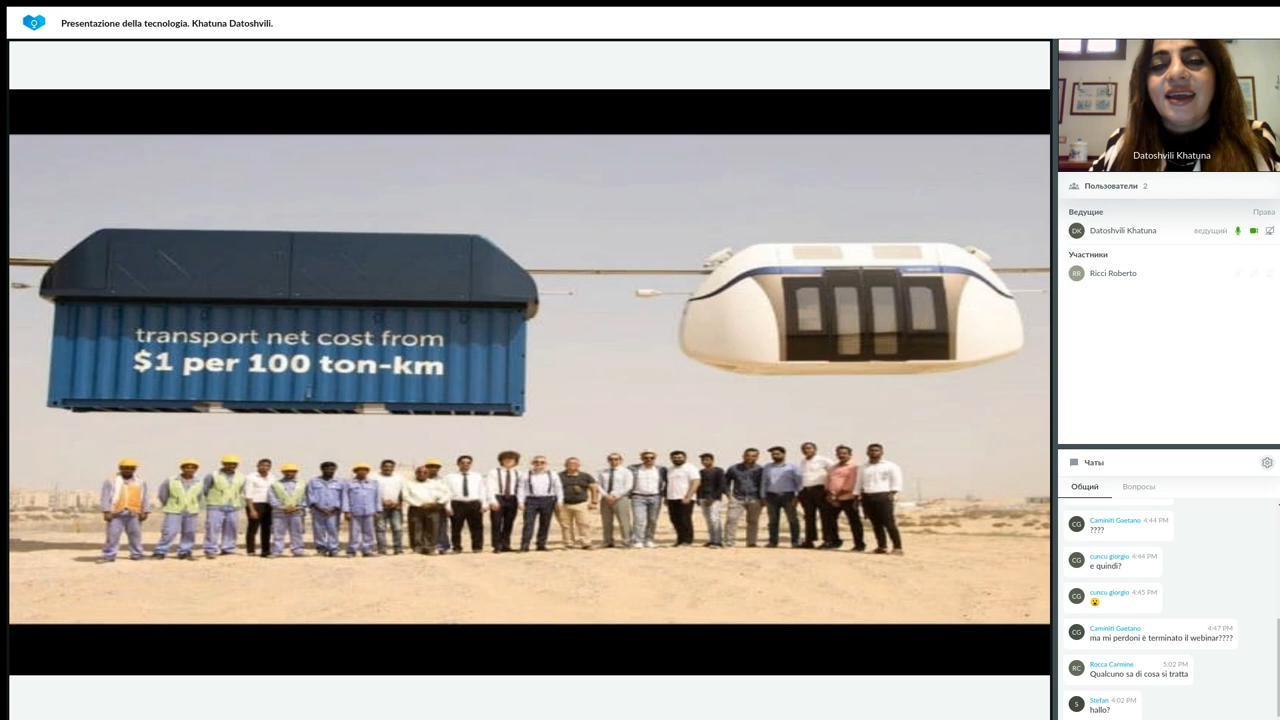 Presentazione della tecnologia. Khatuna Datoshvili.
transport net cost from
$1 per 100 ton-km
Datoshvili Khatuna
Пользователи 2
Ведущие Права
DK Datoshvili Khatuna ведущий
Участники
RR Ricci Roberto
Чаты
Общий Вопросы
CG Caminiti Gaetano 4:44 PM
????
CG cuncu giorgio 4:44 PM
e quindi?
CG cuncu giorgio 4:45 PM
😮
CG Caminiti Gaetano 4:47 PM
ma mi perdoni è terminato il webinar????
RC Rocca Carmine 5:02 PM
Qualcuno sa di cosa si tratta
S Stefan 4:02 PM
hallo?